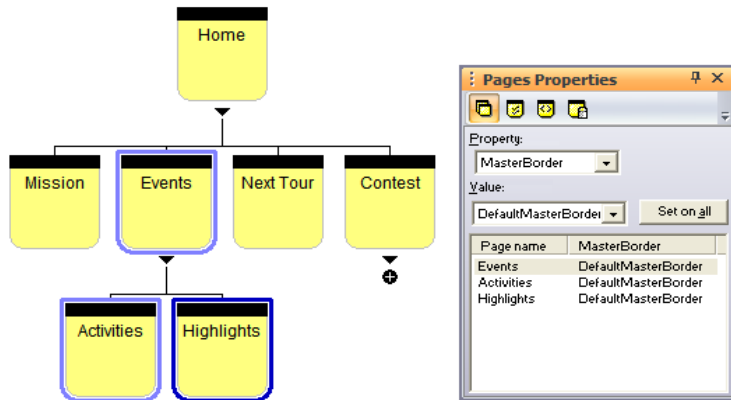 Home
Mission
Events
Next Tour
Contest
Activities
Highlights
Pages Properties
Property:
MasterBorder
Value:
DefaultMasterBorder
Set on all
Page name MasterBorder
Events DefaultMasterBorder
Activities DefaultMasterBorder
Highlights DefaultMasterBorder